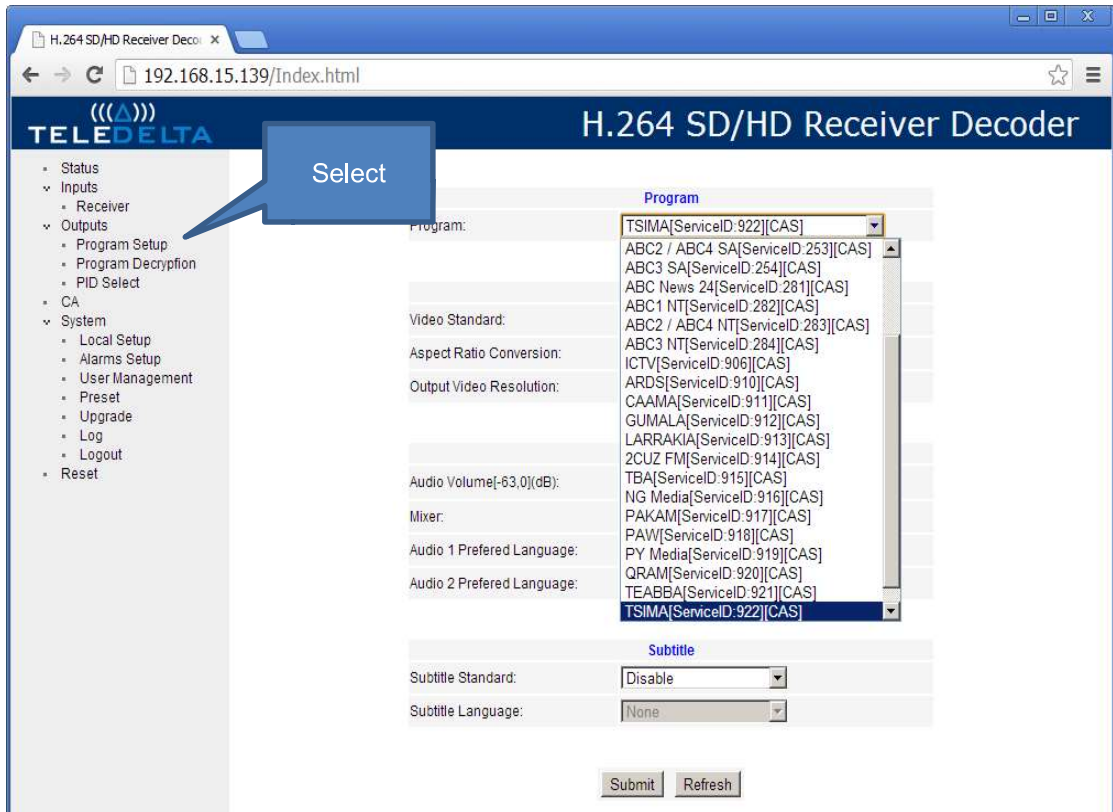 H.264 SD/HD Receiver Deco
192.168.15.139/Index.html
(((Δ)))
TELEDELTA
H.264 SD/HD Receiver Decoder
Select
Status
Inputs
Receiver
Outputs
Program Setup
Program Decrypfion
PID Select
CA
System
Local Setup
Alarms Setup
User Management
Preset
Upgrade
Log
Logout
Reset
Program
Program: TSIMA[ServiceID:922][CAS]
ABC2 / ABC4 SA[ServiceID:253][CAS]
ABC3 SA[ServiceID:254][CAS]
ABC News 24[ServiceID:281][CAS]
ABC1 NT[ServiceID:282][CAS]
ABC2 / ABC4 NT[ServiceID:283][CAS]
ABC3 NT[ServiceID:284][CAS]
ICTV[ServiceID:906][CAS]
ARDS[ServiceID:910][CAS]
CAAMA[ServiceID:911][CAS]
GUMALA[ServiceID:912][CAS]
LARRAKIA[ServiceID:913][CAS]
2CUZ FM[ServiceID:914][CAS]
TBA[ServiceID:915][CAS]
NG Media[ServiceID:916][CAS]
PAKAM[ServiceID:917][CAS]
PAW[ServiceID:918][CAS]
PY Media[ServiceID:919][CAS]
QRAM[ServiceID:920][CAS]
TEABBA[ServiceID:921][CAS]
TSIMA[ServiceID:922][CAS]
Video Standard:
Aspect Ratio Conversion:
Output Video Resolution:
Audio Volume[-63,0](dB):
Mixer:
Audio 1 Prefered Language:
Audio 2 Prefered Language:
Subtitle
Subtitle Standard: Disable
Subtitle Language: None
Submit Refresh